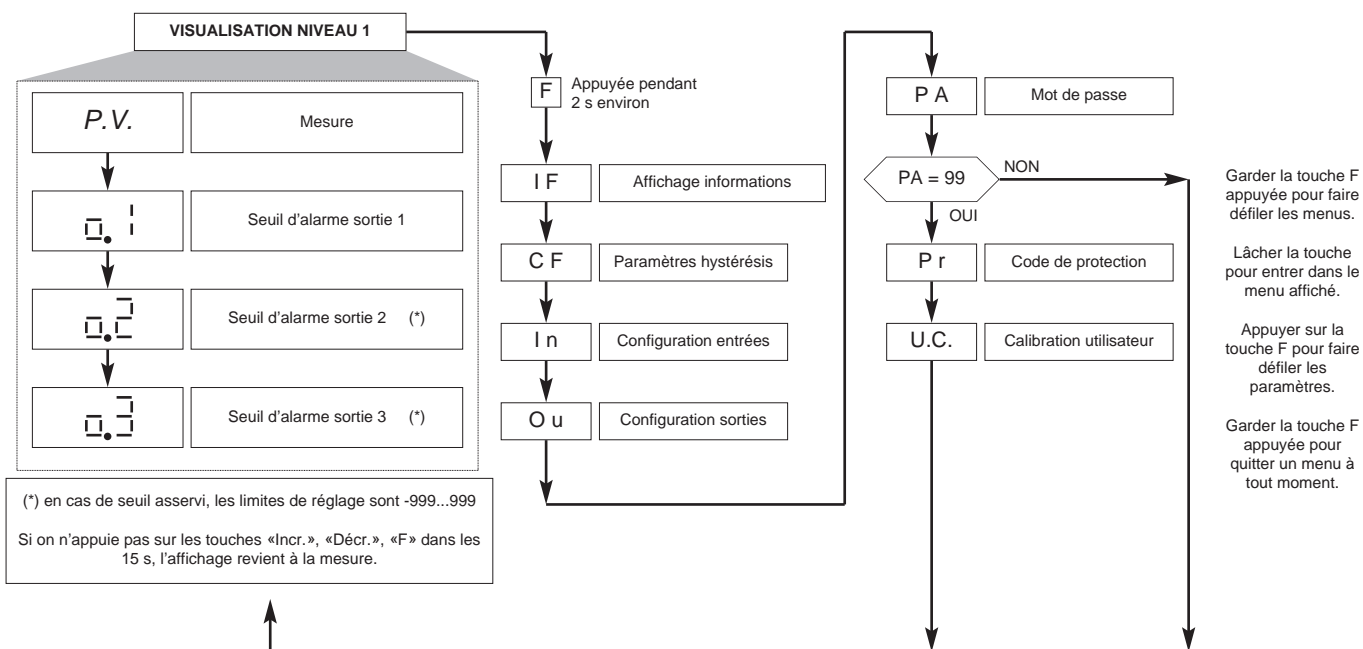 VISUALISATION NIVEAU 1
P.V.
Mesure
o.1
Seuil d'alarme sortie 1
o.2
Seuil d'alarme sortie 2 (*)
o.3
Seuil d'alarme sortie 3 (*)
(*) en cas de seuil asservi, les limites de réglage sont -999...999
Si on n'appuie pas sur les touches «Incr.», «Décr.», «F» dans les
15 s, l'affichage revient à la mesure.
F
Appuyée pendant
2 s environ
I F
Affichage informations
C F
Paramètres hystérésis
I n
Configuration entrées
O u
Configuration sorties
P A
Mot de passe
PA = 99
NON
OUI
P r
Code de protection
U.C.
Calibration utilisateur
Garder la touche F
appuyée pour faire
défiler les menus.
Lâcher la touche
pour entrer dans le
menu affiché.
Appuyer sur la
touche F pour faire
défiler les
paramètres.
Garder la touche F
appuyée pour
quitter un menu à
tout moment.